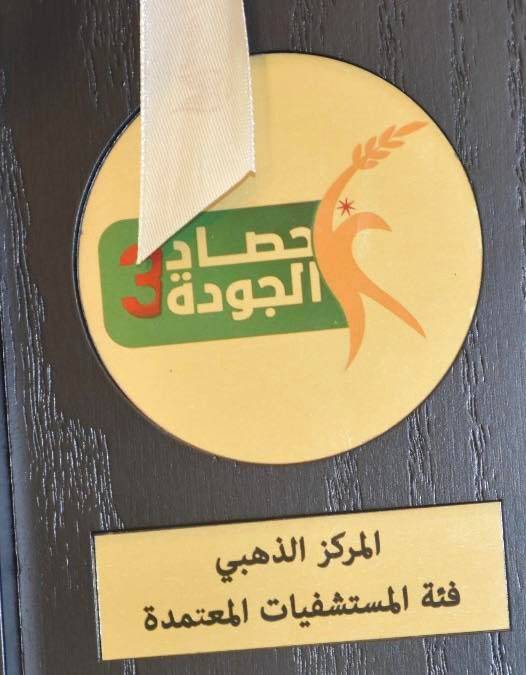 حصاد
الجودة 3
المركز الذهبي
فئة المستشفيات المعتمدة